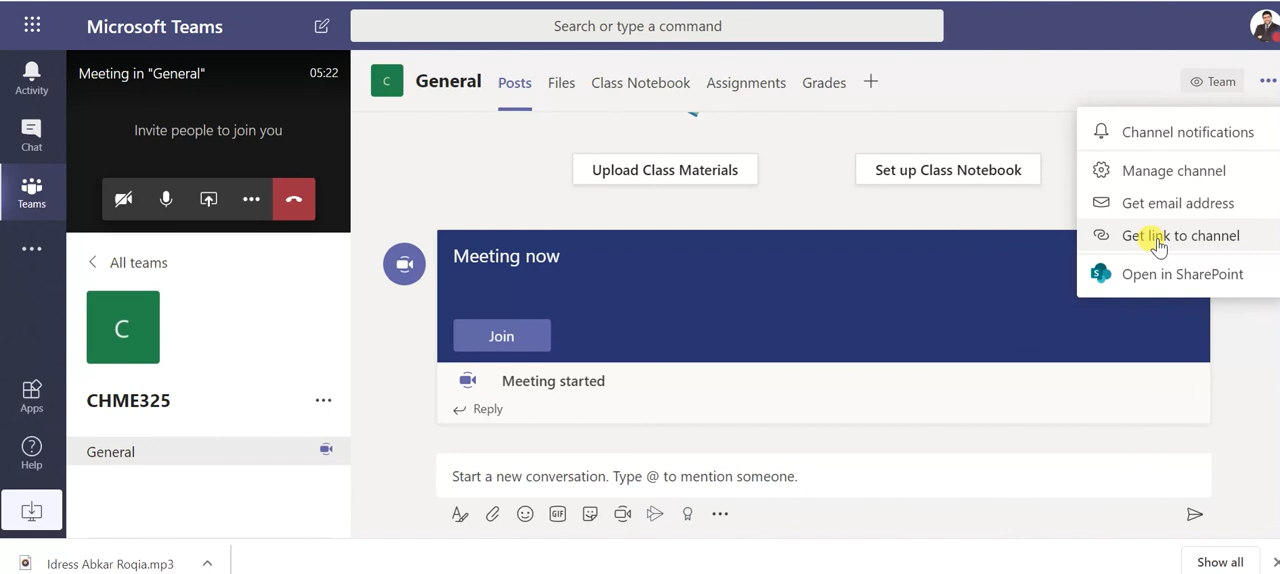 Microsoft Teams
Search or type a command
Activity
Chat
Teams
Apps
Help
Meeting in "General"
05:22
Invite people to join you
All teams
C
CHME325
General
C
General
Posts
Files
Class Notebook
Assignments
Grades
Team
Channel notifications
Manage channel
Get email address
Get link to channel
S
Open in SharePoint
Upload Class Materials
Set up Class Notebook
Meeting now
Join
Meeting started
Reply
Start a new conversation. Type @ to mention someone.
GIF
Idress Abkar Roqia.mp3
Show all